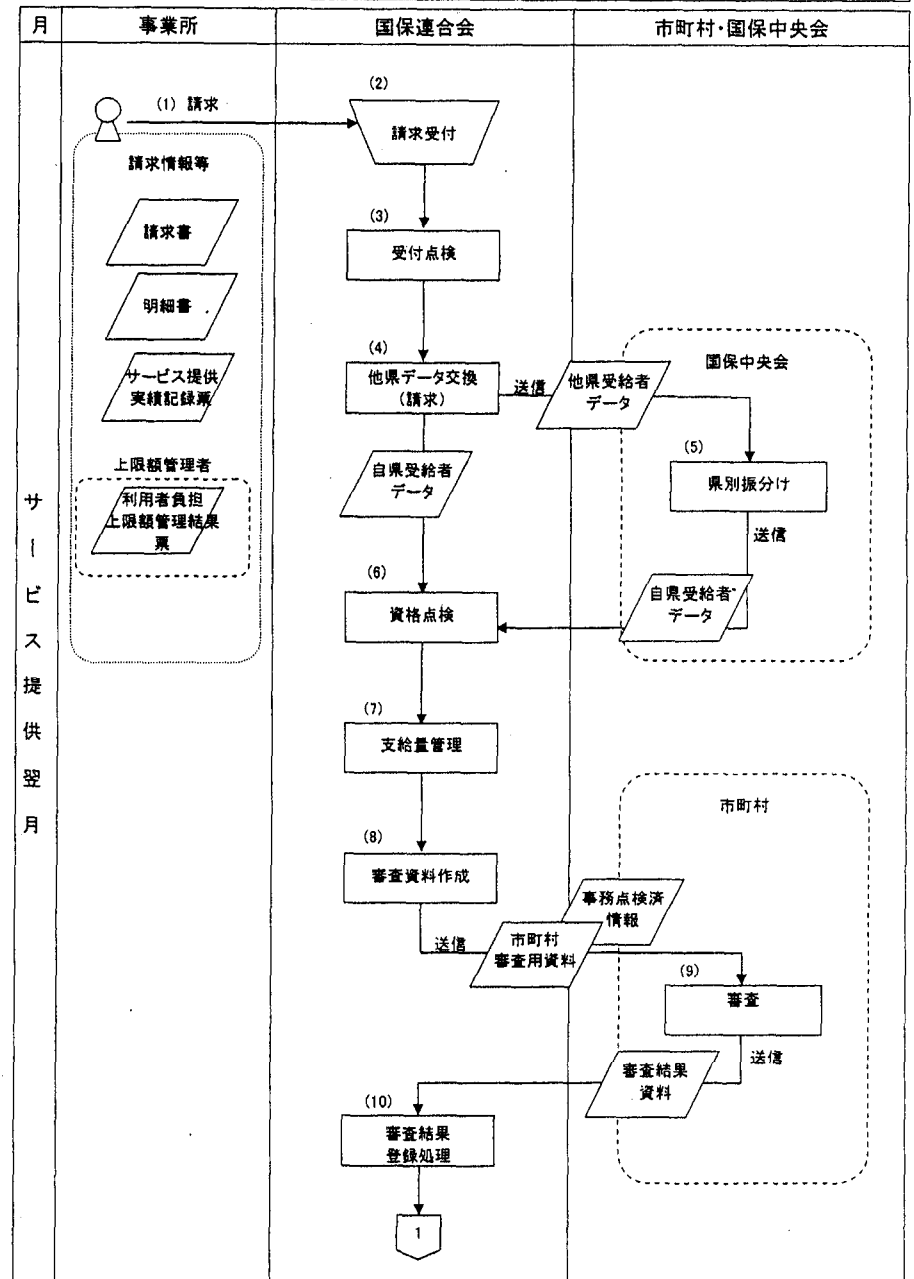 月
事業所
国保連合会
市町村・国保中央会
サービス提供翌月
(1) 請求
請求情報等
請求書
明細書
サービス提供
実績記録票
上限額管理者
利用者負担
上限額管理結果
票
(2)
請求受付
(3)
受付点検
(4)
他県データ交換
(請求)
送信
他県受給者
データ
国保中央会
(5)
県別振分け
送信
自県受給者
データ
自県受給者
データ
(6)
資格点検
(7)
支給量管理
(8)
審査資料作成
送信
市町村
審査用資料
事務点検済
情報
市町村
(9)
審査
送信
審査結果
資料
(10)
審査結果
登録処理
1